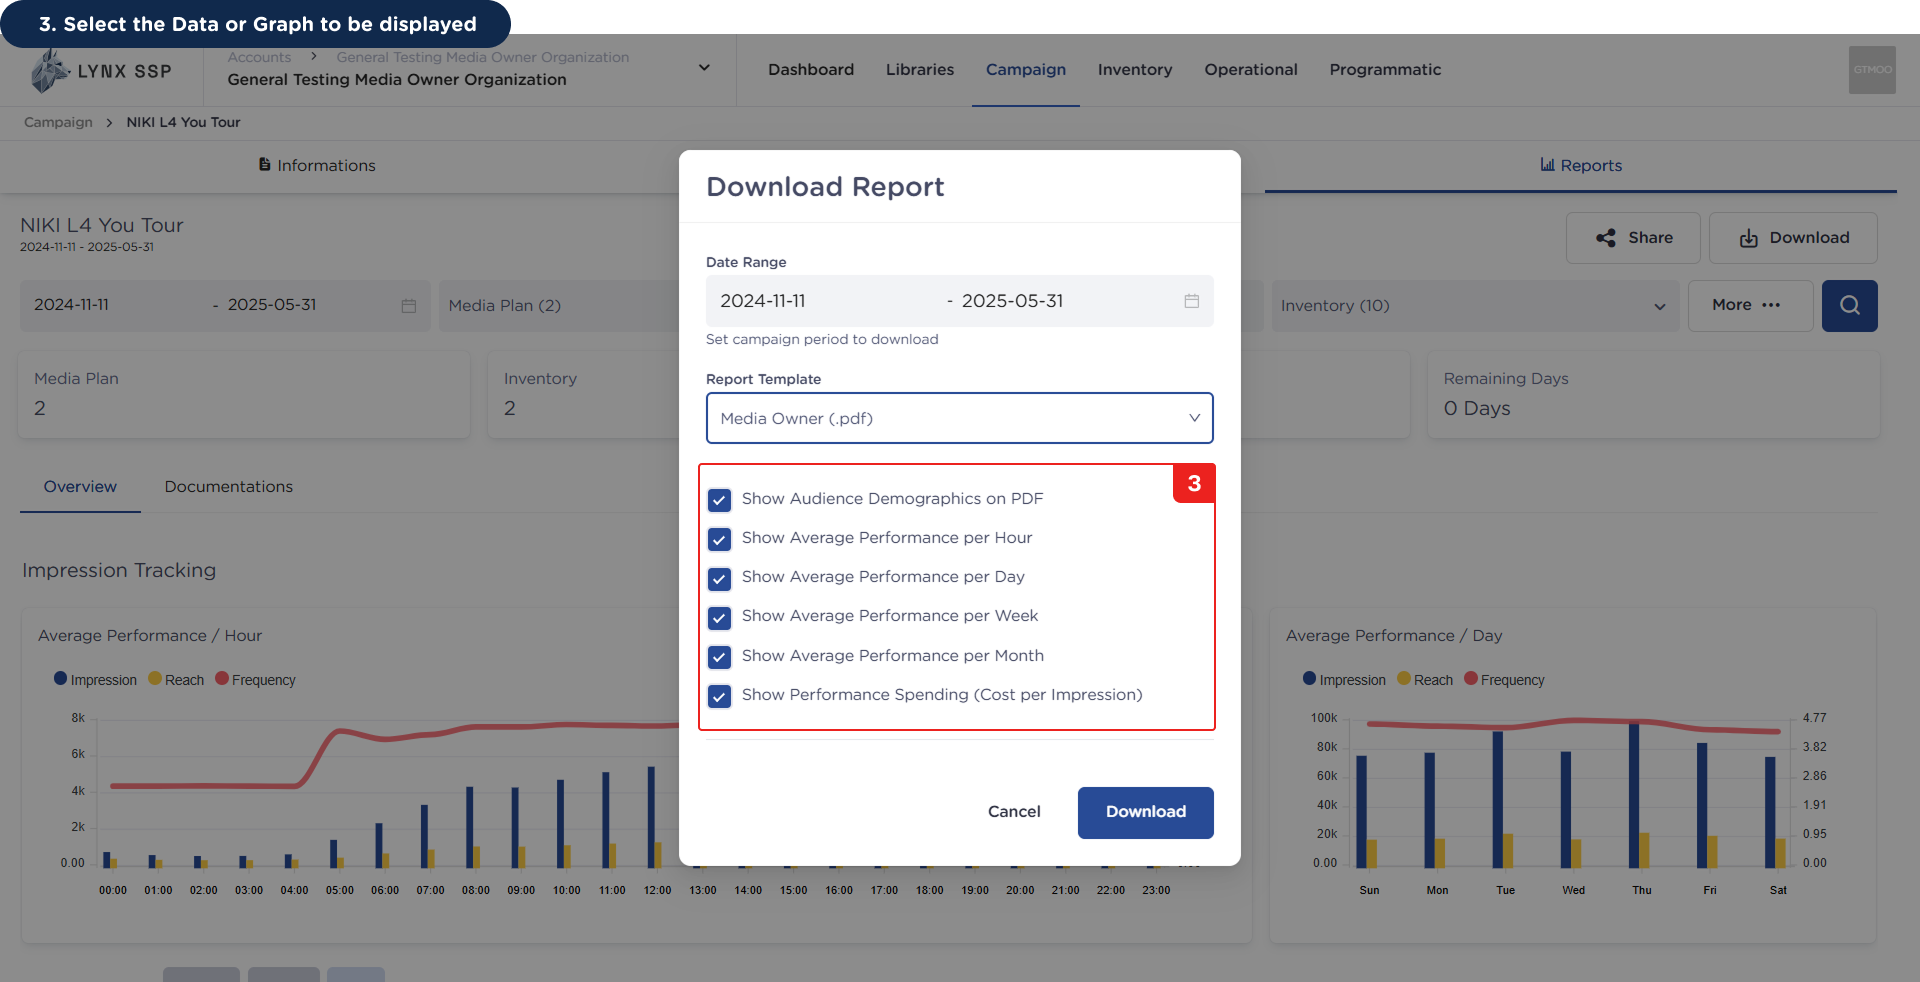 3. Select the Data or Graph to be displayed
LYNX SSP
Accounts > General Testing Media Owner Organization
General Testing Media Owner Organization
Dashboard Libraries Campaign Inventory Operational Programmatic
GTMOO
Campaign > NIKI L4 You Tour
Informations
Reports
NIKI L4 You Tour
2024-11-11 - 2025-05-31
Share
Download
2024-11-11 - 2025-05-31
Media Plan (2)
Inventory (10)
More •••
Media Plan
2
Inventory
2
Remaining Days
0 Days
Overview
Documentations
Impression Tracking
Average Performance / Hour
Impression Reach Frequency
8k
6k
4k
2k
0.00
00:00 01:00 02:00 03:00 04:00 05:00 06:00 07:00 08:00 09:00 10:00 11:00 12:00 13:00 14:00 15:00 16:00 17:00 18:00 19:00 20:00 21:00 22:00 23:00
Average Performance / Day
Impression Reach Frequency
100k 4.77
80k 3.82
60k 2.86
40k 1.91
20k 0.95
0.00 0.00
Sun Mon Tue Wed Thu Fri Sat
Download Report
Date Range
2024-11-11 - 2025-05-31
Set campaign period to download
Report Template
Media Owner (.pdf)
3
Show Audience Demographics on PDF
Show Average Performance per Hour
Show Average Performance per Day
Show Average Performance per Week
Show Average Performance per Month
Show Performance Spending (Cost per Impression)
Cancel
Download